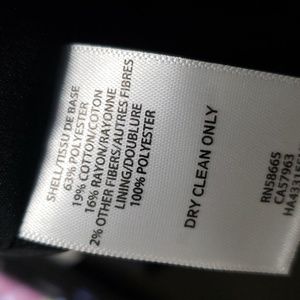 SHELL/TISSU DE BASE
63% POLYESTER
19% COTTON/COTON
16% RAYON/RAYONNE
2% OTHER FIBERS/AUTRES FIBRES
LINING/DOUBLURE
100% POLYESTER
DRY CLEAN ONLY
RN59665
CA57963